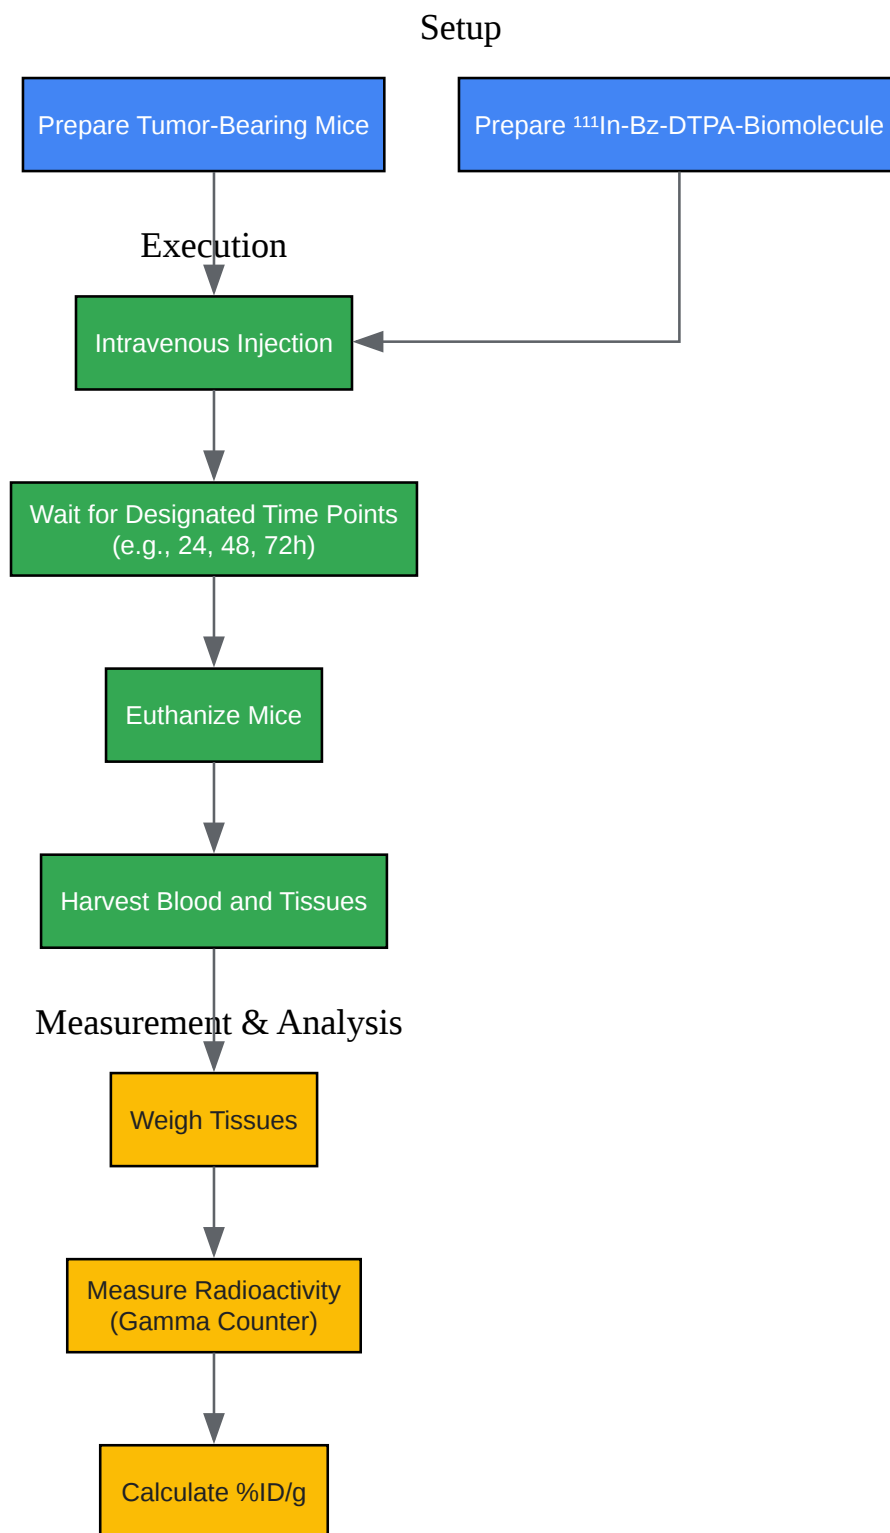 Setup
Prepare Tumor-Bearing Mice
Prepare ¹¹¹In-Bz-DTPA-Biomolecule
Execution
Intravenous Injection
Wait for Designated Time Points
(e.g., 24, 48, 72h)
Euthanize Mice
Harvest Blood and Tissues
Measurement & Analysis
Weigh Tissues
Measure Radioactivity
(Gamma Counter)
Calculate %ID/g